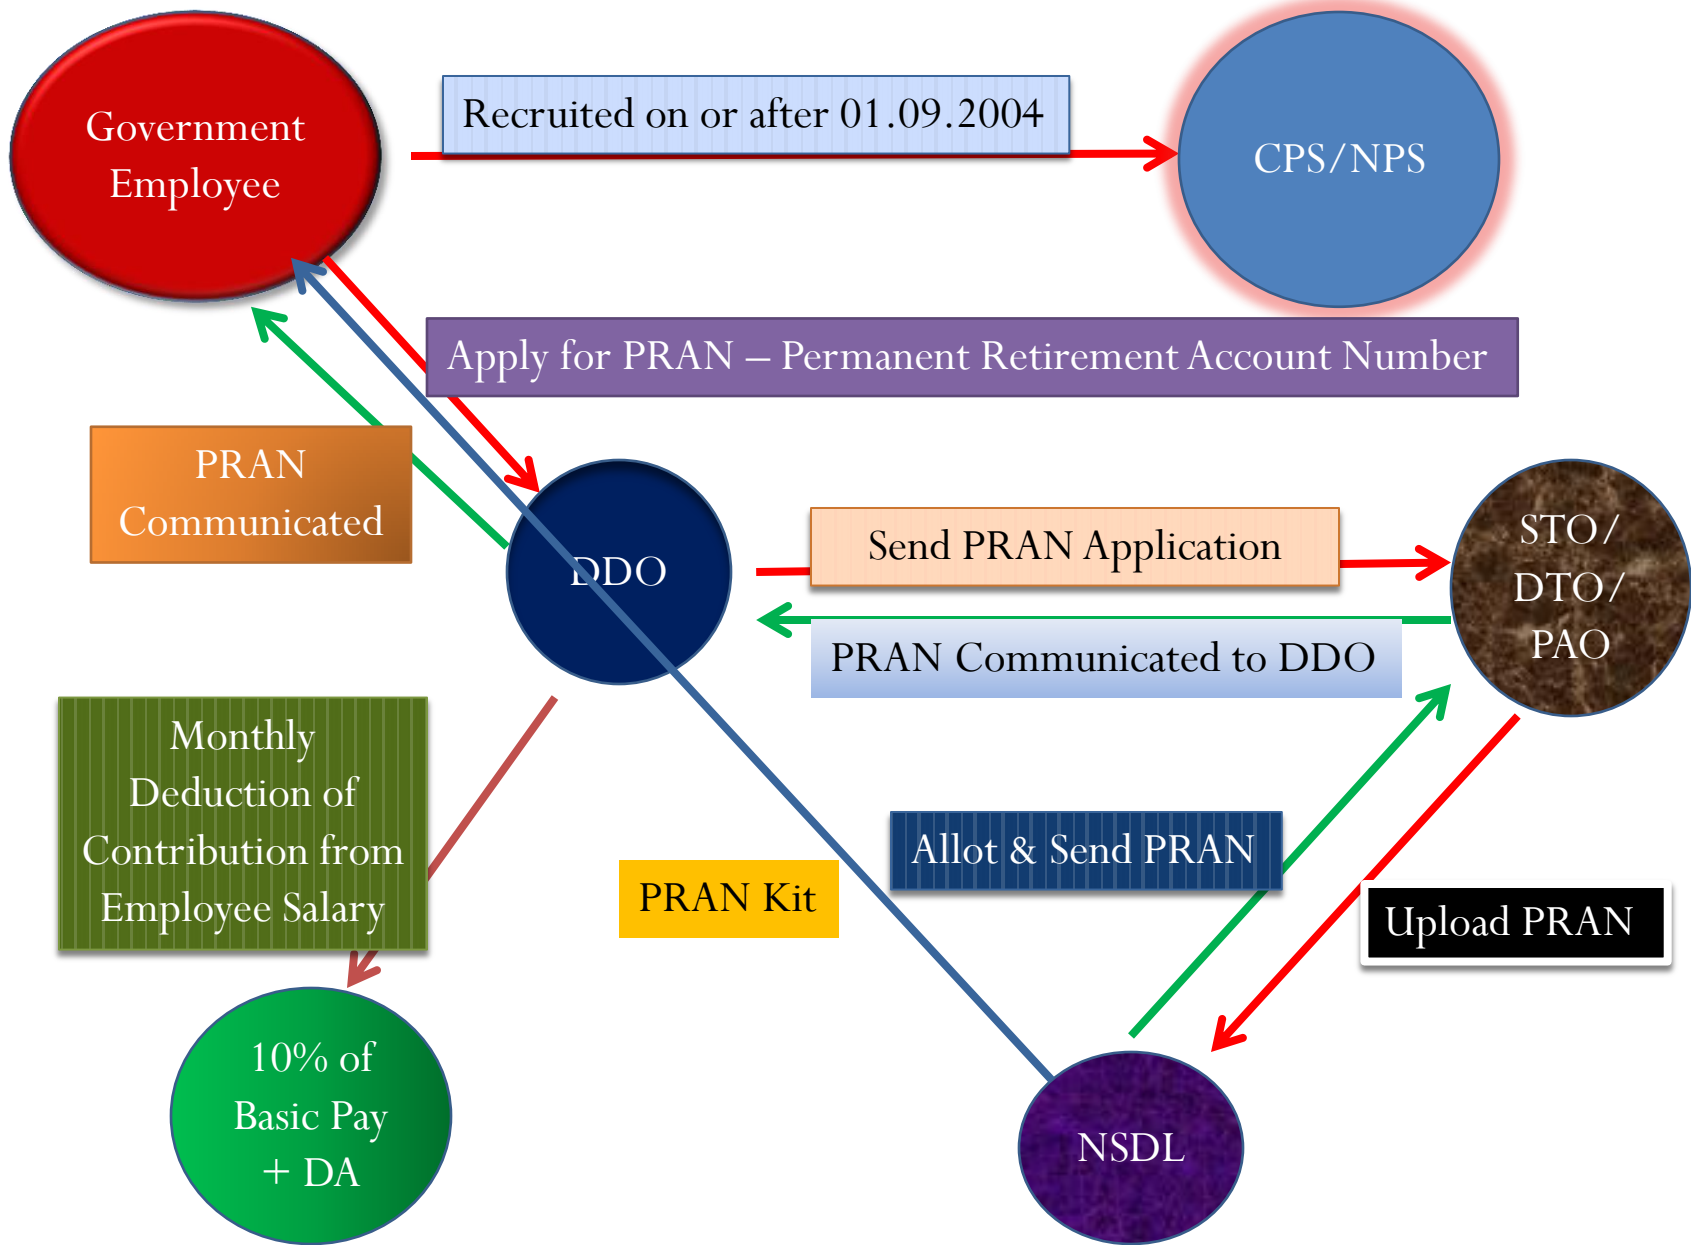 Government
Employee
Recruited on or after 01.09.2004
CPS/NPS
Apply for PRAN – Permanent Retirement Account Number
PRAN
Communicated
DDO
Send PRAN Application
STO/
DTO/
PAO
PRAN Communicated to DDO
Monthly
Deduction of
Contribution from
Employee Salary
PRAN Kit
Allot & Send PRAN
Upload PRAN
10% of
Basic Pay
+ DA
NSDL